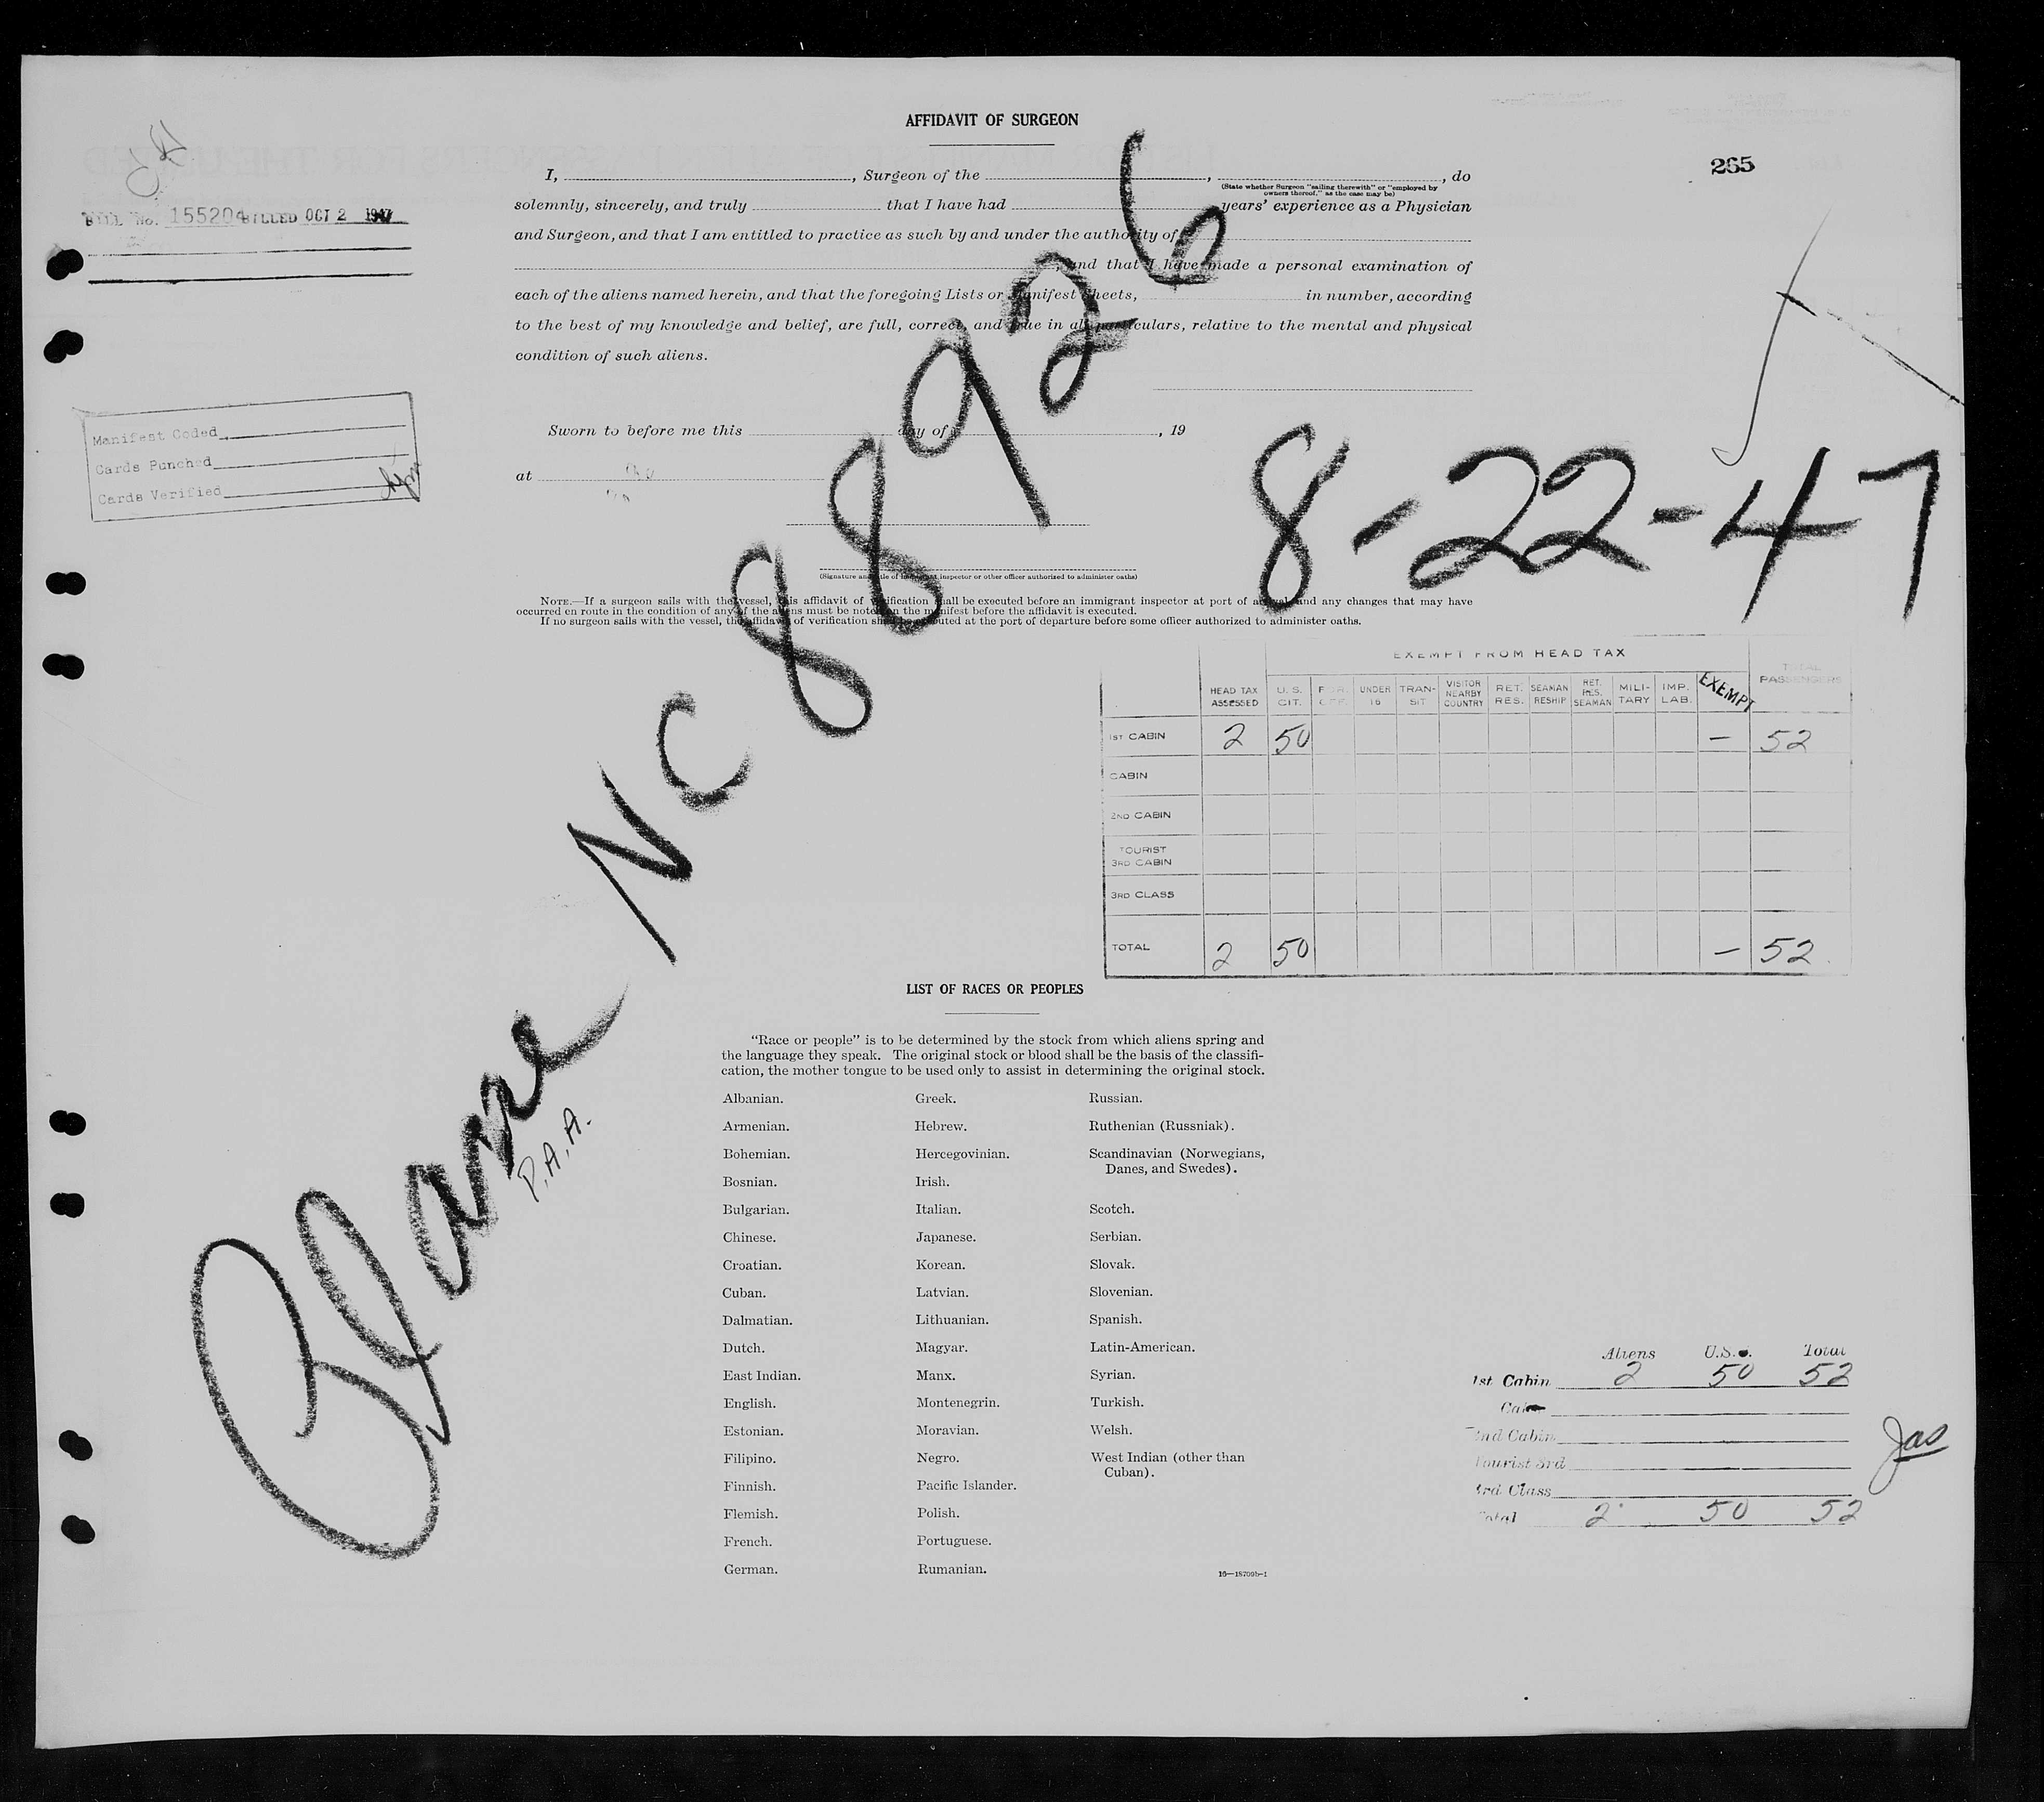 AFFIDAVIT OF SURGEON
265
I, , Surgeon of the , , do
(State whether Surgeon "sailing therewith" or "employed by
owners thereof," as the case may be)
solemnly, sincerely, and truly that I have had years' experience as a Physician
and Surgeon, and that I am entitled to practice as such by and under the authority of
, and that I have made a personal examination of
each of the aliens named herein, and that the foregoing Lists or Manifest Sheets, in number, according
to the best of my knowledge and belief, are full, correct, and true in all particulars, relative to the mental and physical
condition of such aliens.
Sworn to before me this day of , 19
at
(Signature and title of immigrant inspector or other officer authorized to administer oaths)
NOTE.—If a surgeon sails with the vessel, this affidavit of verification shall be executed before an immigrant inspector at port of arrival, and any changes that may have
occurred en route in the condition of any of the aliens must be noted on the manifest before the affidavit is executed.
If no surgeon sails with the vessel, the affidavit of verification shall be executed at the port of departure before some officer authorized to administer oaths.
BILL No. 155204 BILLED OCT 2 1947
Manifest Coded
Cards Punched
Cards Verified
Plane NC 88926
P.A.A.
8-22-47
EXEMPT FROM HEAD TAX
HEAD TAX ASSESSED U. S. CIT. UNDER 16 TRAN-SIT VISITOR NEARBY COUNTRY RET. RES. SEAMAN RESHIP RET. RES. SEAMAN MILI-TARY IMP. LAB. EXEMPT TOTAL PASSENGERS
1ST CABIN 2 50 — 52
CABIN
2ND CABIN
TOURIST
3RD CABIN
3RD CLASS
TOTAL 2 50 — 52
LIST OF RACES OR PEOPLES
"Race or people" is to be determined by the stock from which aliens spring and
the language they speak. The original stock or blood shall be the basis of the classifi-
cation, the mother tongue to be used only to assist in determining the original stock.
Albanian.
Armenian.
Bohemian.
Bosnian.
Bulgarian.
Chinese.
Croatian.
Cuban.
Dalmatian.
Dutch.
East Indian.
English.
Estonian.
Filipino.
Finnish.
Flemish.
French.
German.
Greek.
Hebrew.
Hercegovinian.
Irish.
Italian.
Japanese.
Korean.
Latvian.
Lithuanian.
Magyar.
Manx.
Montenegrin.
Moravian.
Negro.
Pacific Islander.
Polish.
Portuguese.
Rumanian.
Russian.
Ruthenian (Russniak).
Scandinavian (Norwegians,
Danes, and Swedes).
Scotch.
Serbian.
Slovak.
Slovenian.
Spanish.
Latin-American.
Syrian.
Turkish.
Welsh.
West Indian (other than
Cuban).
16—18709b-1
Aliens U.S. Total
1st Cabin 2 50 52
2nd Cabin
Tourist 3rd
3rd Class
Total 2 50 52
Jas